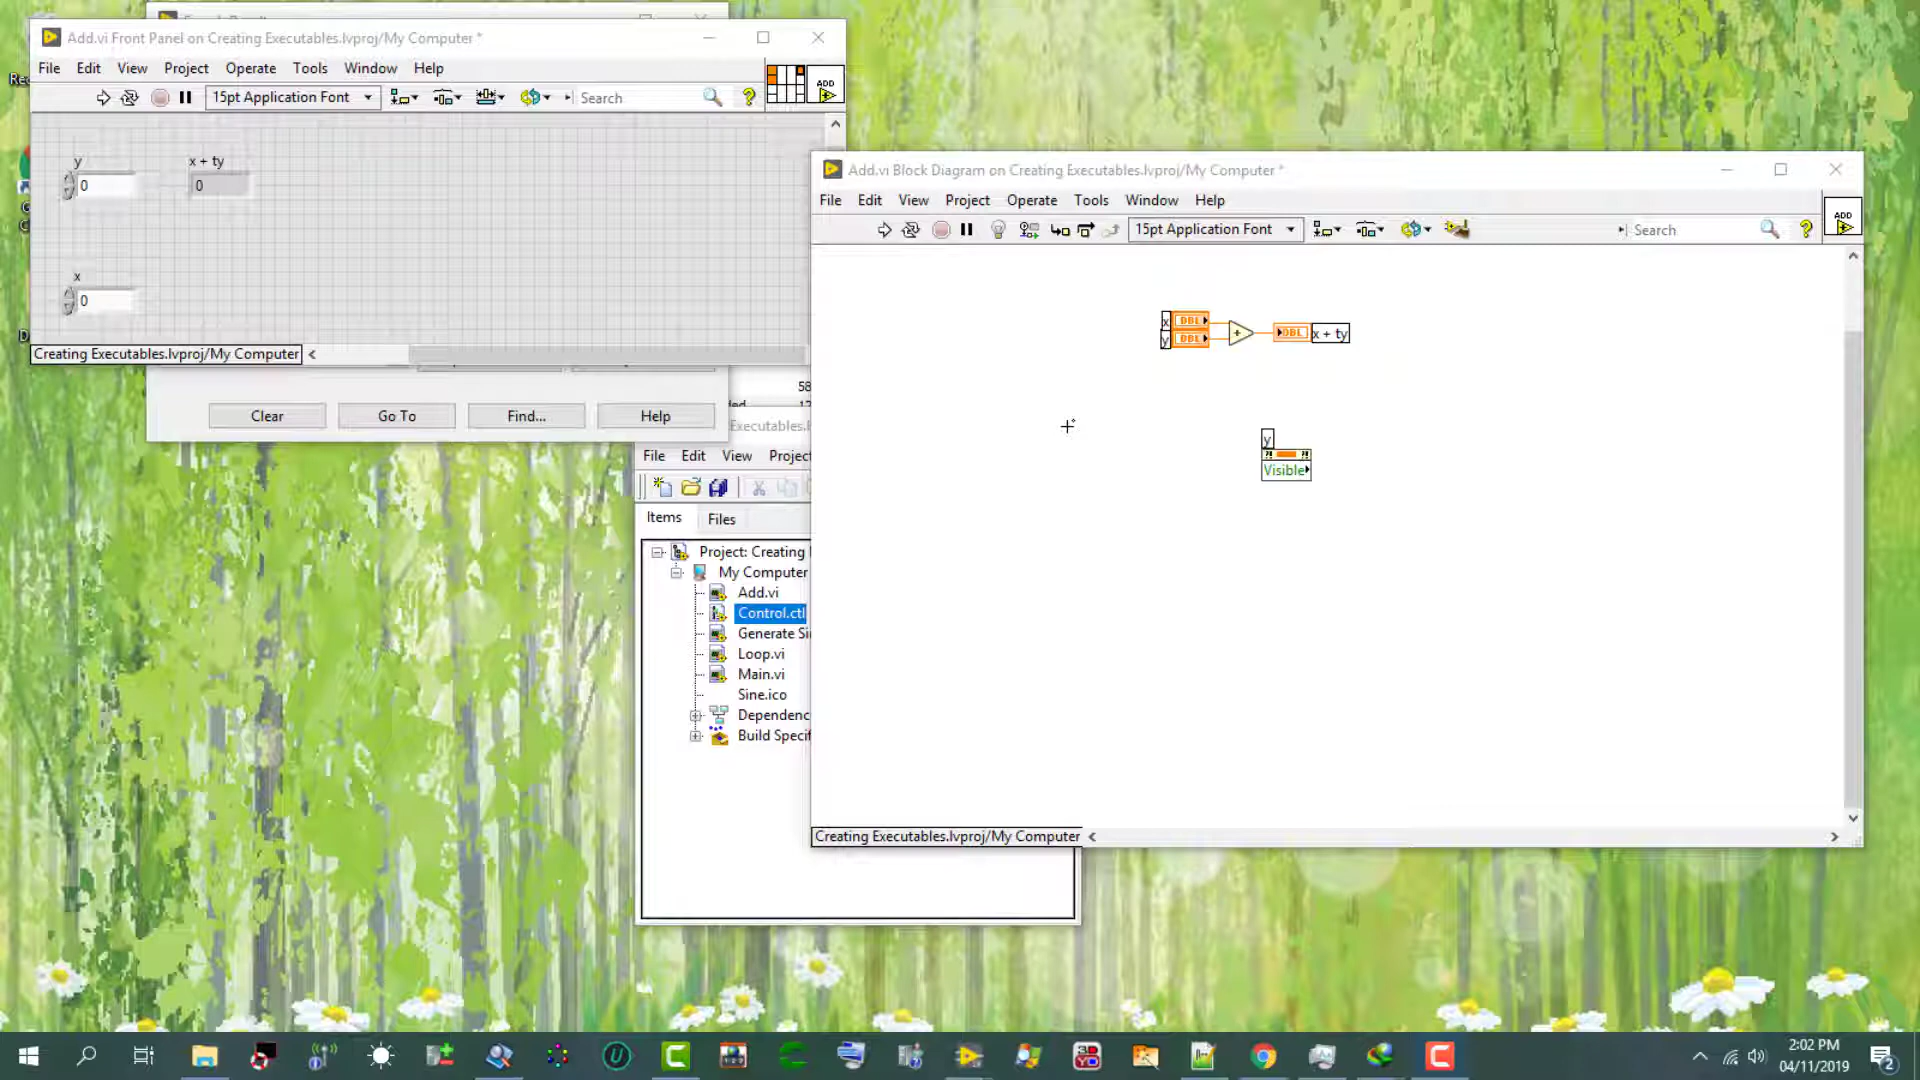 Add.vi Front Panel on Creating Executables.lvproj/My Computer *
File Edit View Project Operate Tools Window Help
15pt Application Font
Search
ADD
y
0
x + ty
0
x
0
Creating Executables.lvproj/My Computer
Clear
Go To
Find...
Help
58
File Edit View Projec
Items
Files
Project: Creating
My Computer
Add.vi
Control.ctl
Generate Si
Loop.vi
Main.vi
Sine.ico
Dependenc
Build Specif
Add.vi Block Diagram on Creating Executables.lvproj/My Computer *
File Edit View Project Operate Tools Window Help
15pt Application Font
Search
ADD
x
DBL
y
DBL
DBL
x + ty
y
Visible
Creating Executables.lvproj/My Computer
2:02 PM
04/11/2019
2